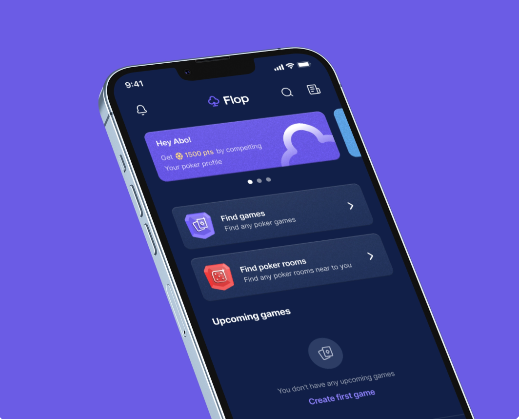 9:41
Flop
Hey Abo!
Get 1500 pts. by competing.
Your poker profile
Find games
Find any poker games
Find poker rooms
Find any poker rooms near to you
Upcoming games
You don't have any upcoming games
Create first game